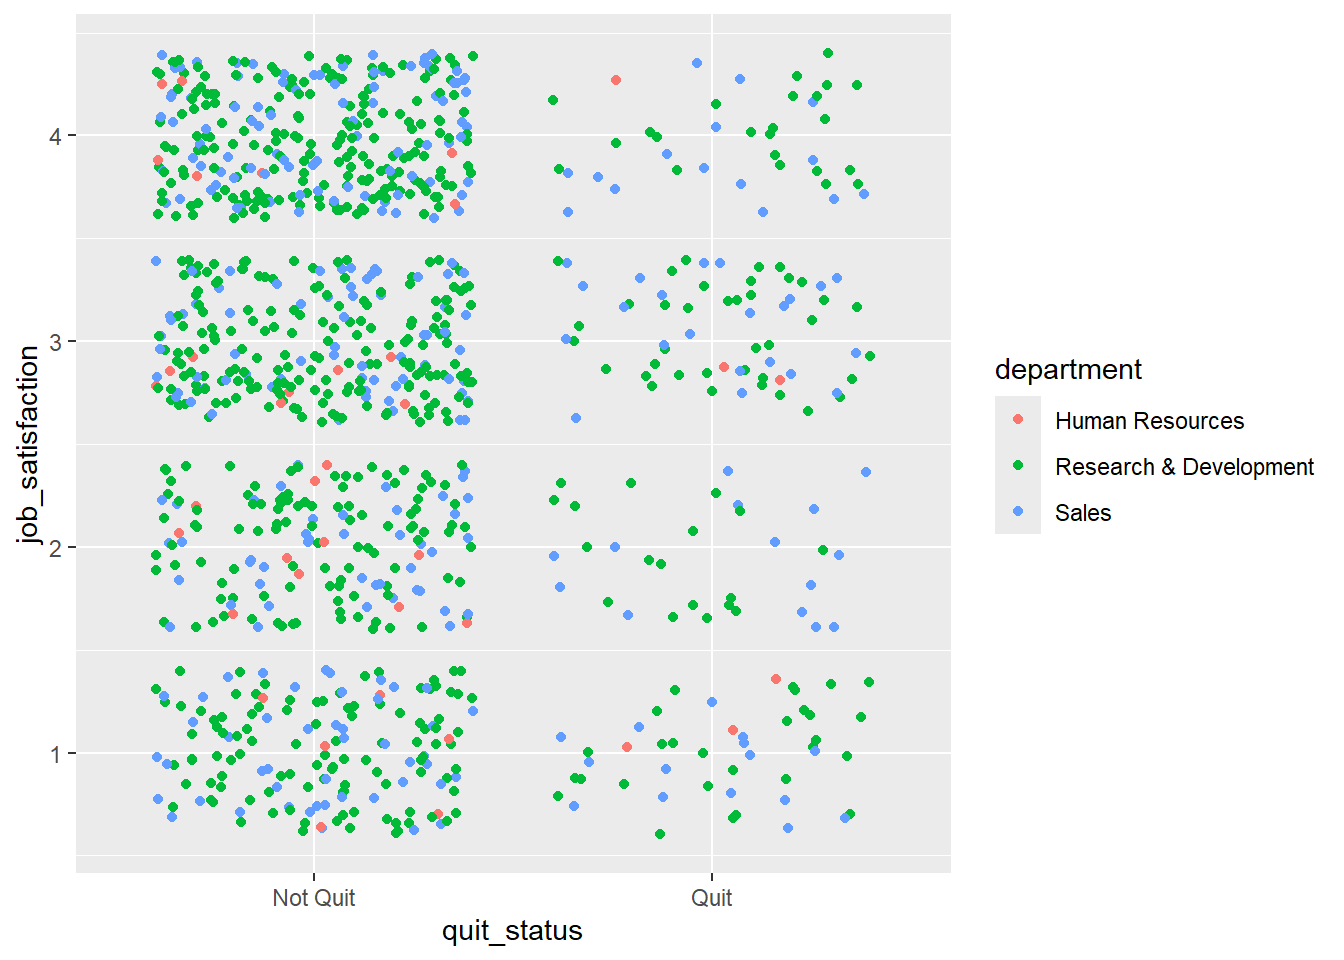 job_satisfaction
4
3
2
1
Not Quit
Quit
quit_status
department
Human Resources
Research & Development
Sales